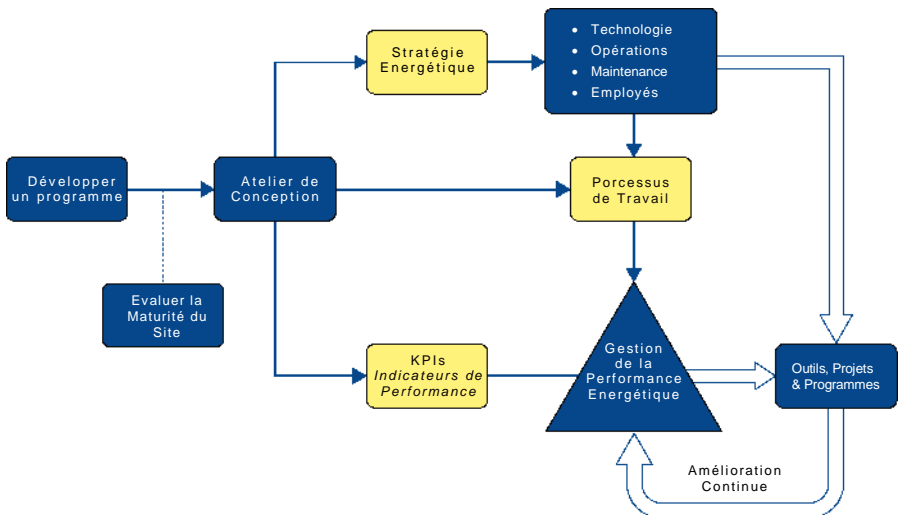 Stratégie
Energétique
• Technologie
• Opérations
• Maintenance
• Employés
Développer
un programme
Atelier de
Conception
Porcessus
de Travail
Evaluer la
Maturité du
Site
KPIs
Indicateurs de
Performance
Gestion
de la
Performance
Energétique
Outils, Projets
& Programmes
Amélioration
Continue